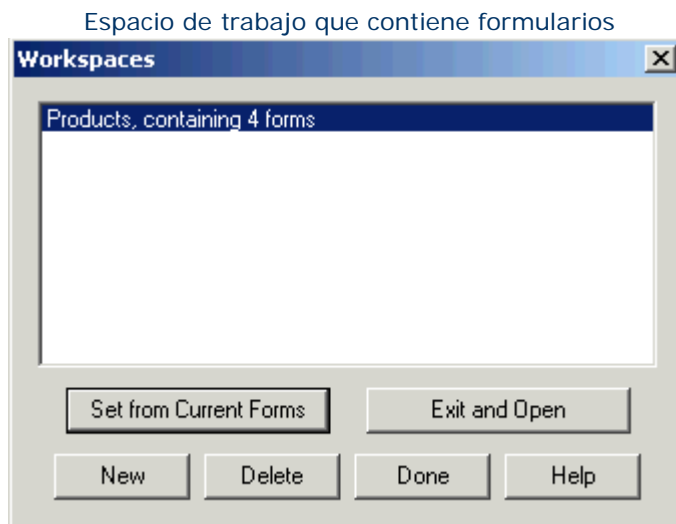 Espacio de trabajo que contiene formularios
Workspaces
Products, containing 4 forms
Set from Current Forms Exit and Open
New Delete Done Help